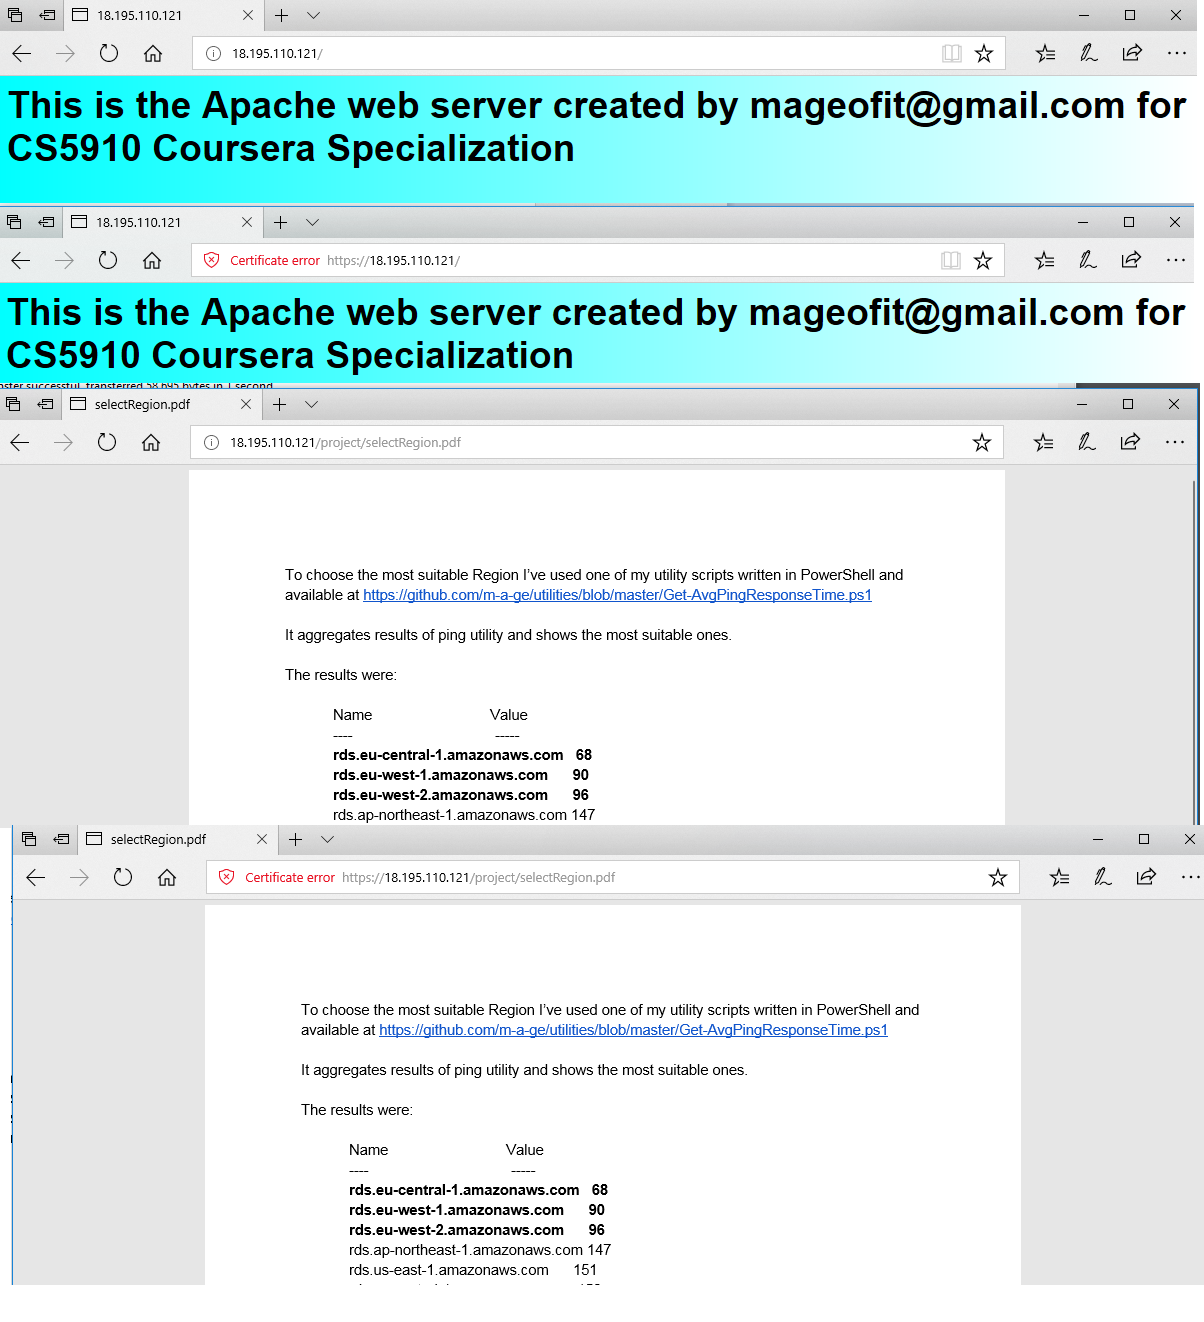 18.195.110.121
18.195.110.121/
This is the Apache web server created by mageofit@gmail.com for
CS5910 Coursera Specialization
18.195.110.121
Certificate error https://18.195.110.121/
This is the Apache web server created by mageofit@gmail.com for
CS5910 Coursera Specialization
successful, transferred 58 695 bytes in 1 second
selectRegion.pdf
18.195.110.121/project/selectRegion.pdf
To choose the most suitable Region I've used one of my utility scripts written in PowerShell and
available at https://github.com/m-a-ge/utilities/blob/master/Get-AvgPingResponseTime.ps1
It aggregates results of ping utility and shows the most suitable ones.
The results were:
Name Value
---- -----
rds.eu-central-1.amazonaws.com 68
rds.eu-west-1.amazonaws.com 90
rds.eu-west-2.amazonaws.com 96
rds.ap-northeast-1.amazonaws.com 147
selectRegion.pdf
Certificate error https://18.195.110.121/project/selectRegion.pdf
To choose the most suitable Region I've used one of my utility scripts written in PowerShell and
available at https://github.com/m-a-ge/utilities/blob/master/Get-AvgPingResponseTime.ps1
It aggregates results of ping utility and shows the most suitable ones.
The results were:
Name Value
---- -----
rds.eu-central-1.amazonaws.com 68
rds.eu-west-1.amazonaws.com 90
rds.eu-west-2.amazonaws.com 96
rds.ap-northeast-1.amazonaws.com 147
rds.us-east-1.amazonaws.com 151